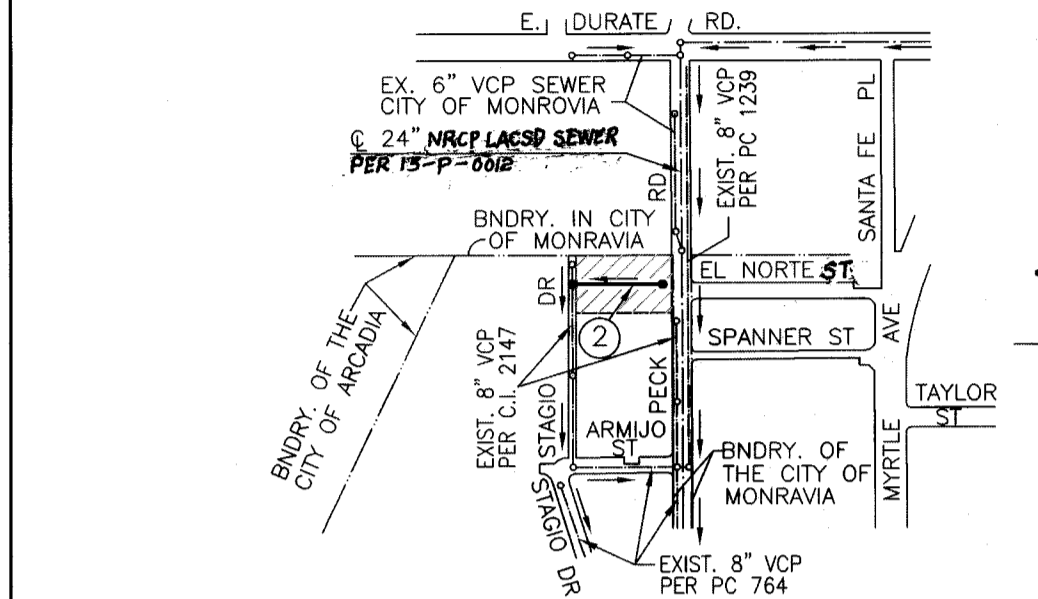 E. DURATE RD.
EX. 6" VCP SEWER
CITY OF MONROVIA
℄ 24" NRCP LACSD SEWER
PER 13-P-0012
RD
EXIST. 8" VCP
PER PC 1239
SANTA FE PL
BNDRY. IN CITY
OF MONRAVIA
EL NORTE ST
DR
2
SPANNER ST
AVE
BNDRY. OF THE
CITY OF ARCADIA
EXIST. 8" VCP
PER C.I. 2147
STAGIO
PECK
ARMIJO
ST
TAYLOR
ST
MYRTLE
BNDRY. OF
THE CITY OF
MONRAVIA
STAGIO DR
EXIST. 8" VCP
PER PC 764